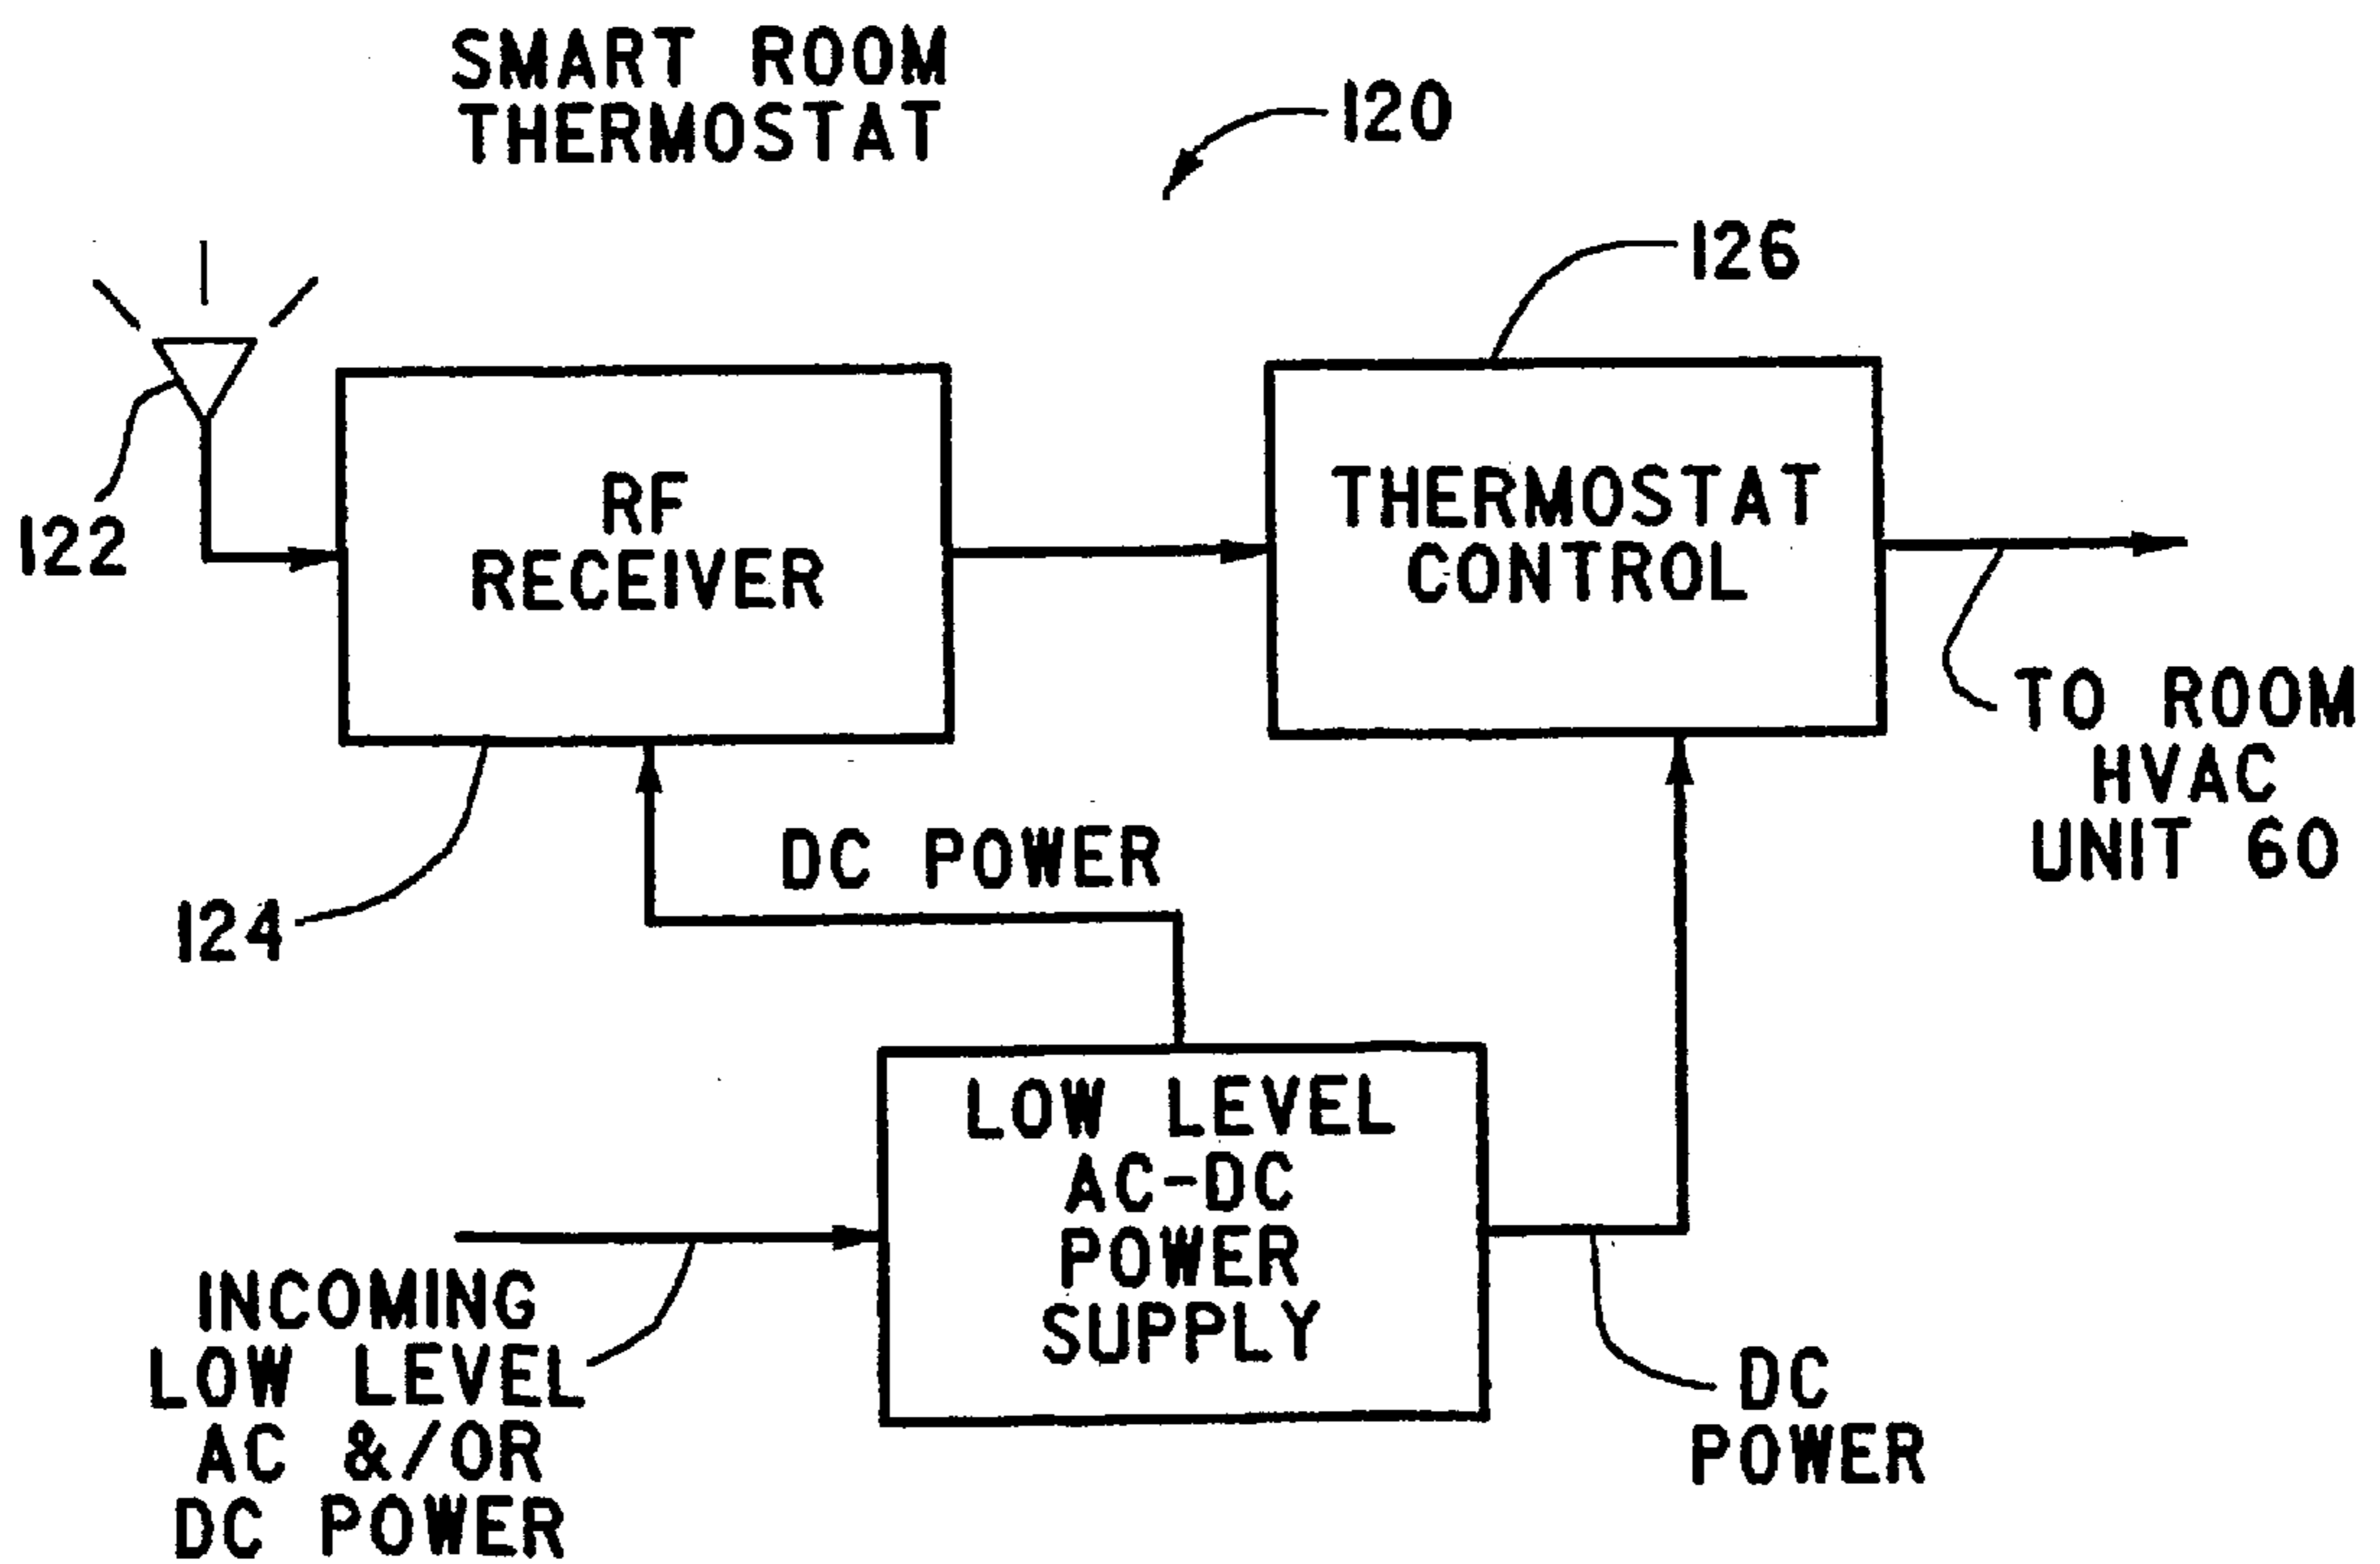 SMART ROOM
THERMOSTAT
120
126
122
RF
RECEIVER
THERMOSTAT
CONTROL
TO ROOM
HVAC
UNIT 60
124
DC POWER
LOW LEVEL
AC-DC
POWER
SUPPLY
INCOMING
LOW LEVEL
AC &/OR
DC POWER
DC
POWER